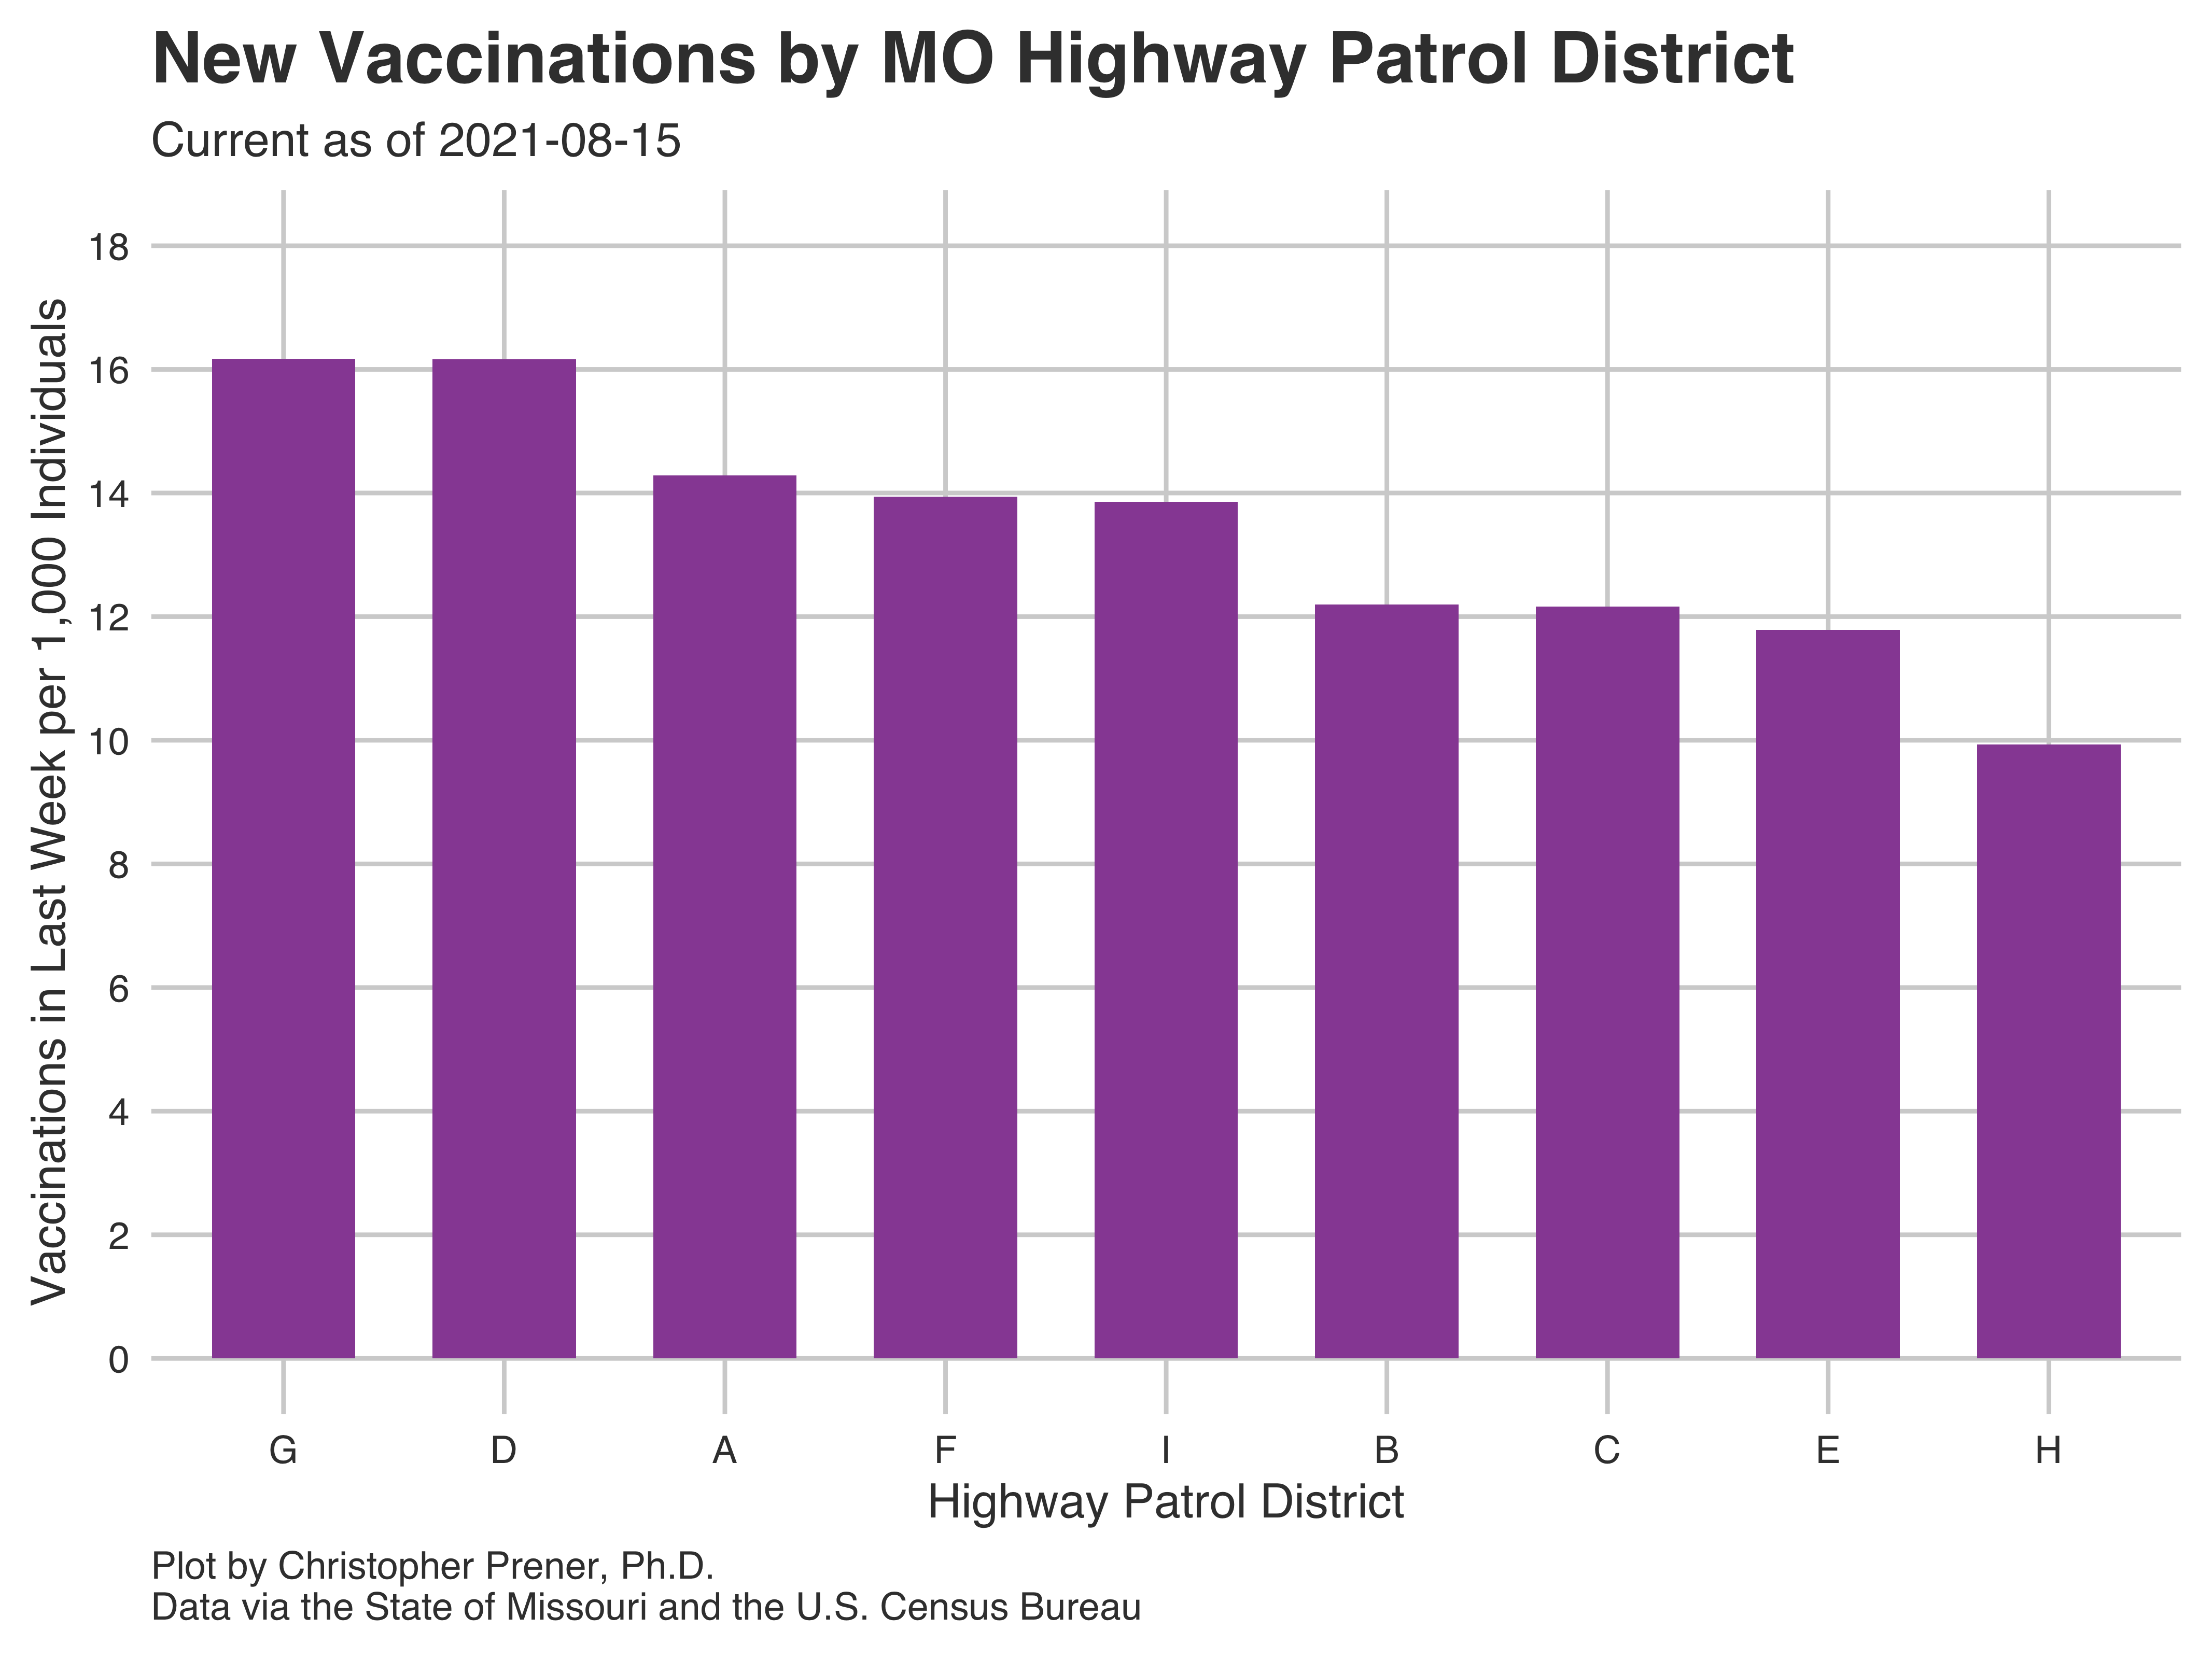 New Vaccinations by MO Highway Patrol District
Current as of 2021-08-15
Vaccinations in Last Week per 1,000 Individuals
18
16
14
12
10
8
6
4
2
0
G D A F I B C E H
Highway Patrol District
Plot by Christopher Prener, Ph.D.
Data via the State of Missouri and the U.S. Census Bureau